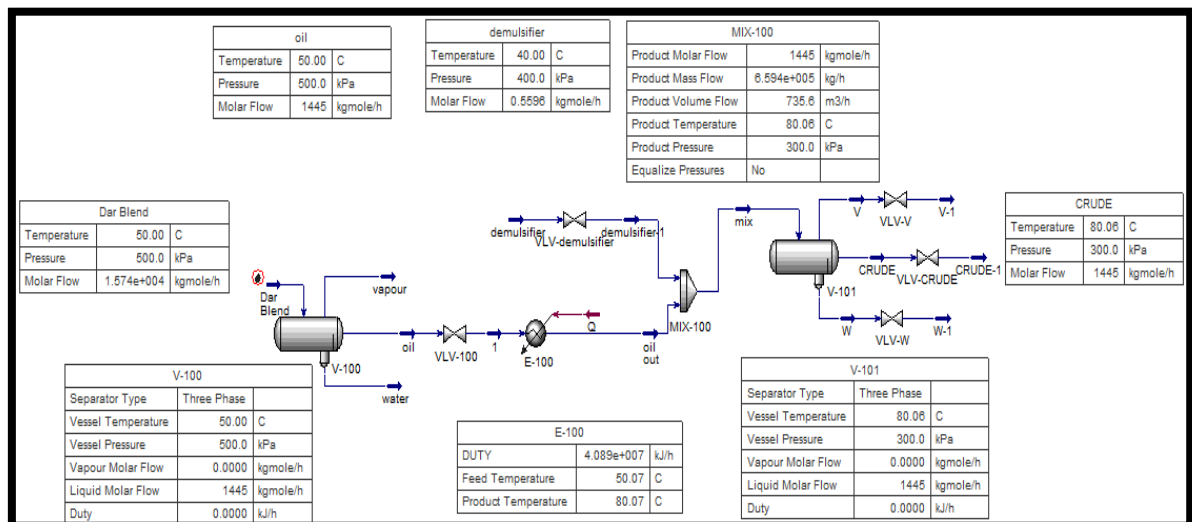 oil
Temperature 50.00 C
Pressure 500.0 kPa
Molar Flow 1445 kgmole/h
demulsifier
Temperature 40.00 C
Pressure 400.0 kPa
Molar Flow 0.5596 kgmole/h
MIX-100
Product Molar Flow 1445 kgmole/h
Product Mass Flow 6.594e+005 kg/h
Product Volume Flow 735.6 m3/h
Product Temperature 80.06 C
Product Pressure 300.0 kPa
Equalize Pressures No
Dar Blend
Temperature 50.00 C
Pressure 500.0 kPa
Molar Flow 1.574e+004 kgmole/h
CRUDE
Temperature 80.06 C
Pressure 300.0 kPa
Molar Flow 1445 kgmole/h
Dar
Blend
vapour
V-100
water
oil
VLV-100
1
E-100
Q
oil
out
demulsifier
VLV-demulsifier
demulsifier-1
MIX-100
mix
V-101
V
VLV-V
V-1
CRUDE
VLV-CRUDE
CRUDE-1
W
VLV-W
W-1
V-100
Separator Type Three Phase
Vessel Temperature 50.00 C
Vessel Pressure 500.0 kPa
Vapour Molar Flow 0.0000 kgmole/h
Liquid Molar Flow 1445 kgmole/h
Duty 0.0000 kJ/h
E-100
DUTY 4.089e+007 kJ/h
Feed Temperature 50.07 C
Product Temperature 80.07 C
V-101
Separator Type Three Phase
Vessel Temperature 80.06 C
Vessel Pressure 300.0 kPa
Vapour Molar Flow 0.0000 kgmole/h
Liquid Molar Flow 1445 kgmole/h
Duty 0.0000 kJ/h